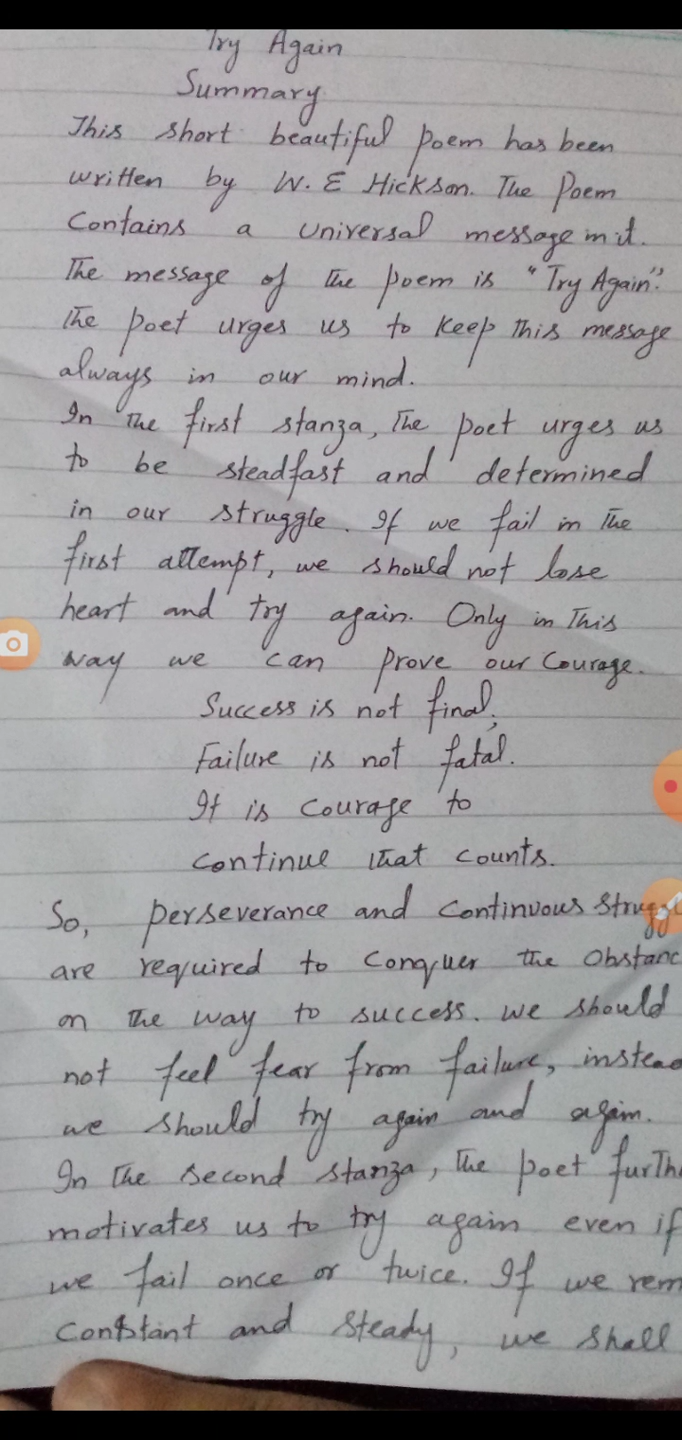 Try Again
Summary
This short beautiful poem has been
written by W. E Hickson. The Poem
Contains a universal message in it.
The message of the poem is "Try Again".
The poet urges us to keep this message
always in our mind.
In The first stanza, The poet urges us
to be steadfast and determined
in our struggle. If we fail in The
first attempt, we should not lose
heart and try again. Only in This
way we can prove our Courage.
Success is not final;
Failure is not fatal.
It is Courage to
continue that counts.
So, perseverance and continuous Strugg
are required to conquer the Obstanc
on the way to success. we should
not feel fear from failure, instea
we should try again and again.
In The second stanza, The poet furth
motivates us to try again even if
we fail once or twice. If we rem
Constant and steady, we shall